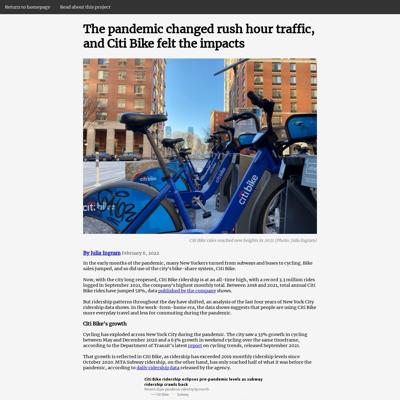 Return to homepage Read about this project
The pandemic changed rush hour traffic,
and Citi Bike felt the impacts
citi bike
citi bike
Citi Bike rides reached new heights in 2021 (Photo: Julia Ingram)
By Julia Ingram February 6, 2022
In the early months of the pandemic, many New Yorkers turned from subways and buses to cycling. Bike
sales jumped, and so did use of the city's bike-share system, Citi Bike.
Now, with the city long reopened, Citi Bike ridership is at an all-time high, with a record 3.3 million rides
logged in September 2021, the company's highest monthly total. Between 2018 and 2021, total annual Citi
Bike rides have jumped 58%, data published by the company shows.
But ridership patterns throughout the day have shifted, an analysis of the last four years of New York City
ridership data shows. In the work-from-home era, the data shows suggests that people are using Citi Bike
more everyday travel and less for commuting during the pandemic.
Citi Bike's growth
Cycling has exploded across New York City during the pandemic. The city saw a 33% growth in cycling
between May and December 2020 and a 63% growth in weekend cycling over the same timeframe,
according to the Department of Transit's latest report on cycling trends, released September 2021.
That growth is reflected in Citi Bike, as ridership has exceeded 2019 monthly ridership levels since
October 2020. MTA Subway ridership, on the other hand, has only reached half of what it was before the
pandemic, according to daily ridership data released by the agency.
Citi Bike ridership eclipses pre-pandemic levels as subway
ridership crawls back
Percent of pre-pandemic ridership by month
Citi Bike Subway